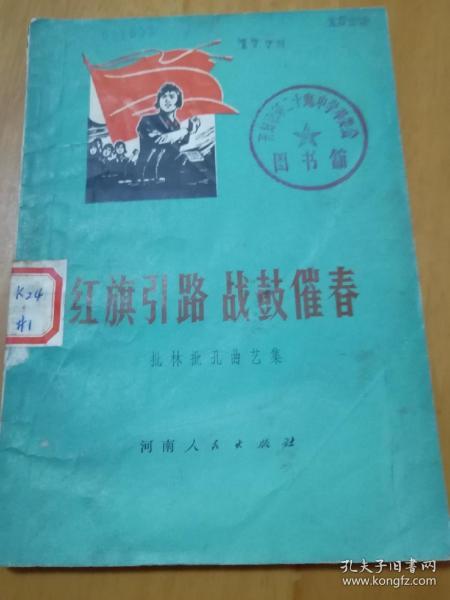 图书馆
K24
#1
红旗引路 战鼓催春
批林批孔曲艺集
河南人民出版社
孔夫子旧书网
www.kongfz.com